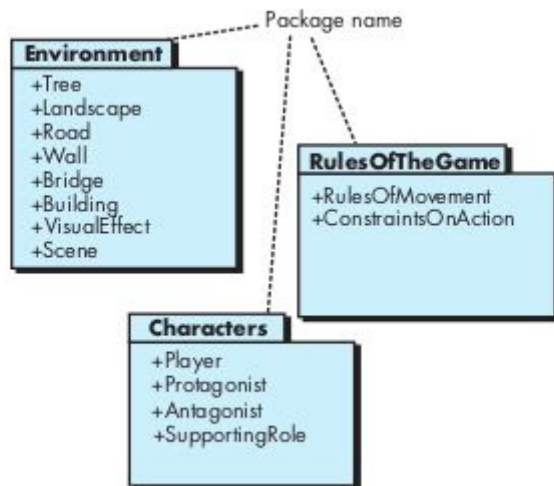 Package name
Environment
+Tree
+Landscape
+Road
+Wall
+Bridge
+Building
+VisualEffect
+Scene
RulesOfTheGame
+RulesOfMovement
+ConstraintsOnAction
Characters
+Player
+Protagonist
+Antagonist
+SupportingRole